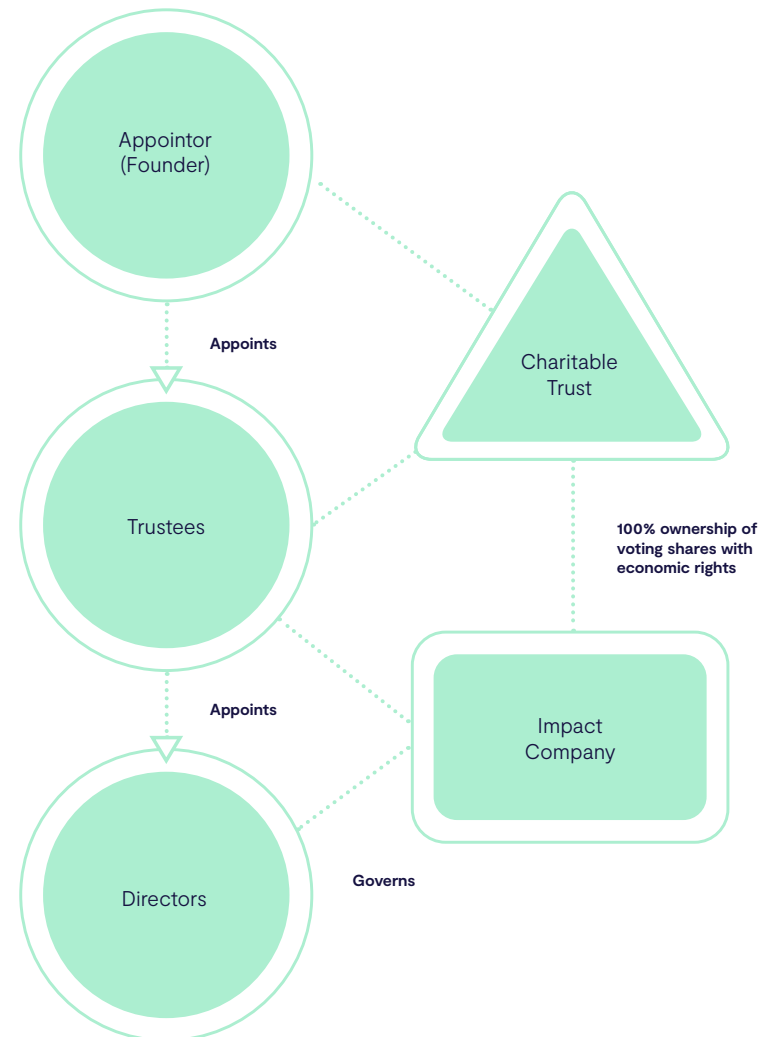 Appointor
(Founder)
Appoints
Charitable
Trust
Trustees
100% ownership of
voting shares with
economic rights
Appoints
Impact
Company
Governs
Directors